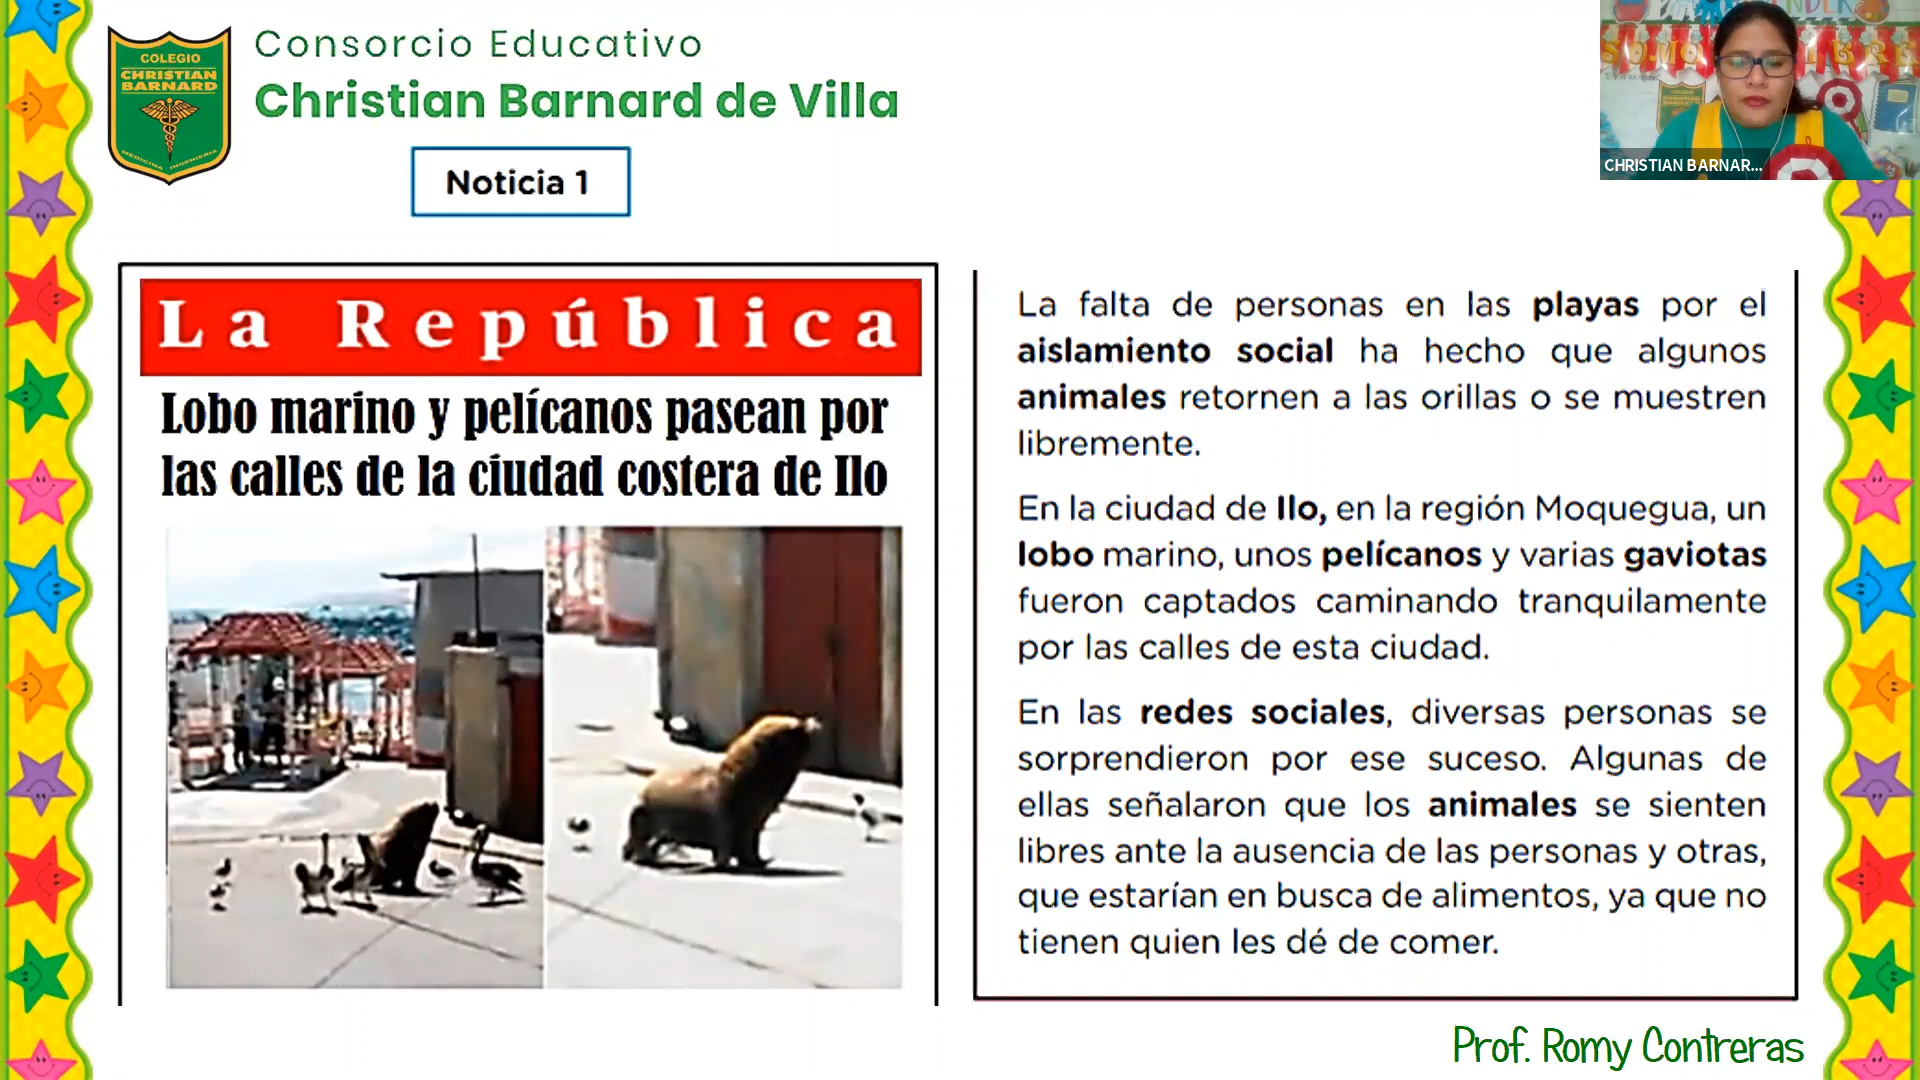 COLEGIO
CHRISTIAN
BARNARD
MEDICINA INGENIERIA
Consorcio Educativo
Christian Barnard de Villa
Noticia 1
La República
Lobo marino y pelícanos pasean por
las calles de la ciudad costera de Ilo
La falta de personas en las playas por el
aislamiento social ha hecho que algunos
animales retornen a las orillas o se muestren
libremente.
En la ciudad de Ilo, en la región Moquegua, un
lobo marino, unos pelícanos y varias gaviotas
fueron captados caminando tranquilamente
por las calles de esta ciudad.
En las redes sociales, diversas personas se
sorprendieron por ese suceso. Algunas de
ellas señalaron que los animales se sienten
libres ante la ausencia de las personas y otras,
que estarían en busca de alimentos, ya que no
tienen quien les dé de comer.
Prof. Romy Contreras
CHRISTIAN BARNAR...